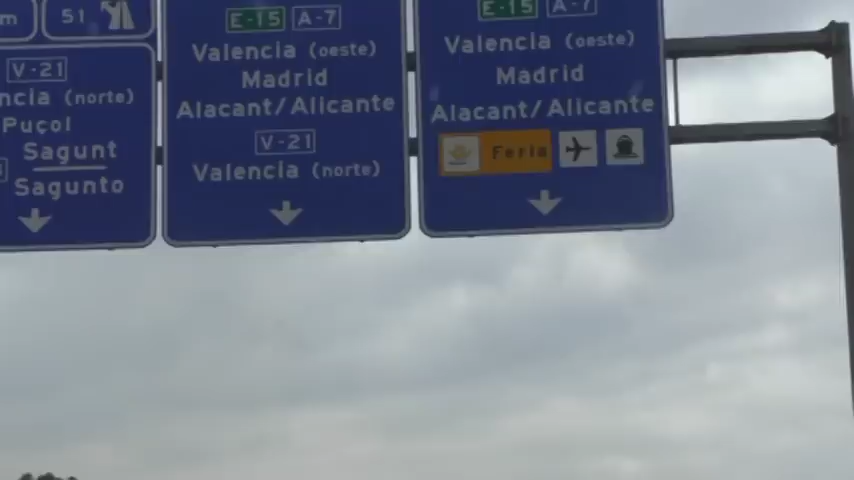 m 51
V-21
ncia (norte)
Puçol
Sagunt
Sagunto
E-15 A-7
Valencia (oeste)
Madrid
Alacant/Alicante
V-21
Valencia (norte)
E-15 A-7
Valencia (oeste)
Madrid
Alacant/Alicante
Feria